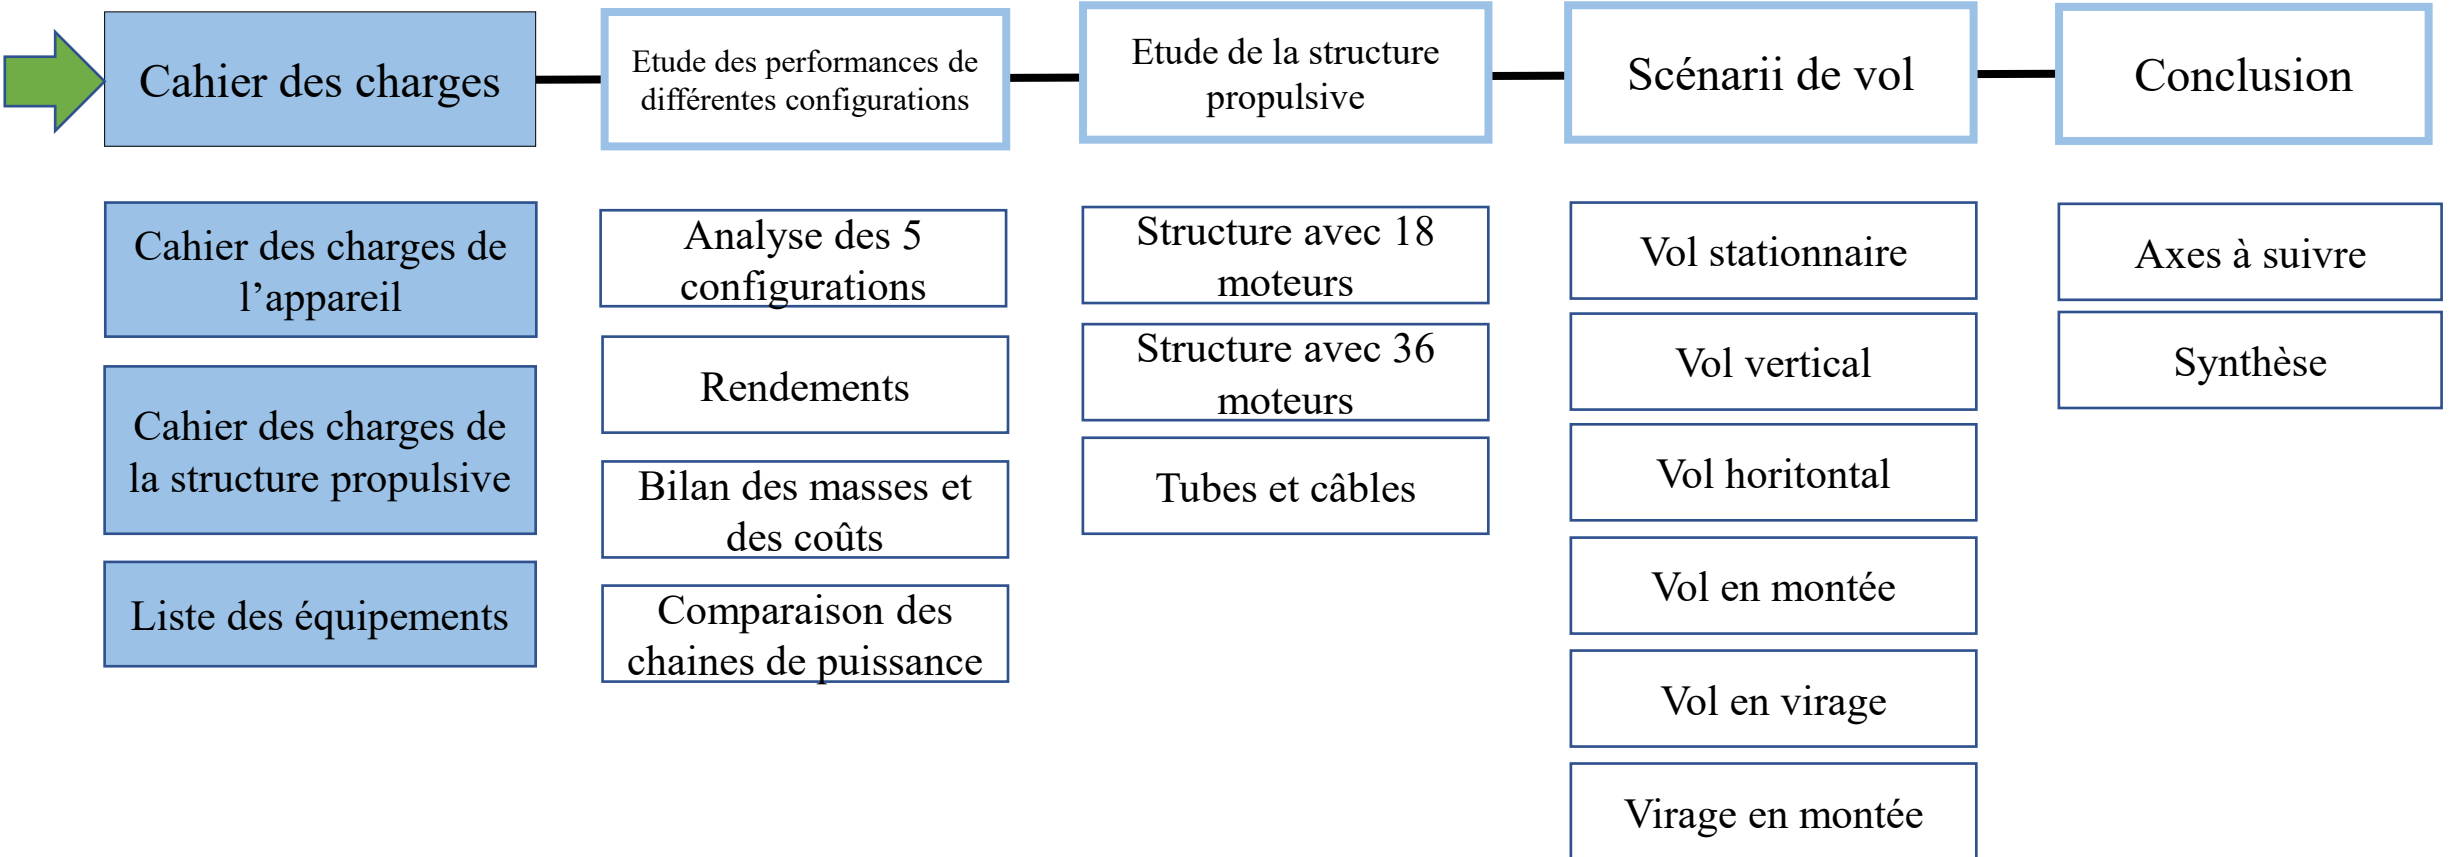 Cahier des charges
Etude des performances de
différentes configurations
Etude de la structure
propulsive
Scénarii de vol
Conclusion
Cahier des charges de
l’appareil
Cahier des charges de
la structure propulsive
Liste des équipements
Analyse des 5
configurations
Rendements
Bilan des masses et
des coûts
Comparaison des
chaines de puissance
Structure avec 18
moteurs
Structure avec 36
moteurs
Tubes et câbles
Vol stationnaire
Vol vertical
Vol horitontal
Vol en montée
Vol en virage
Virage en montée
Axes à suivre
Synthèse